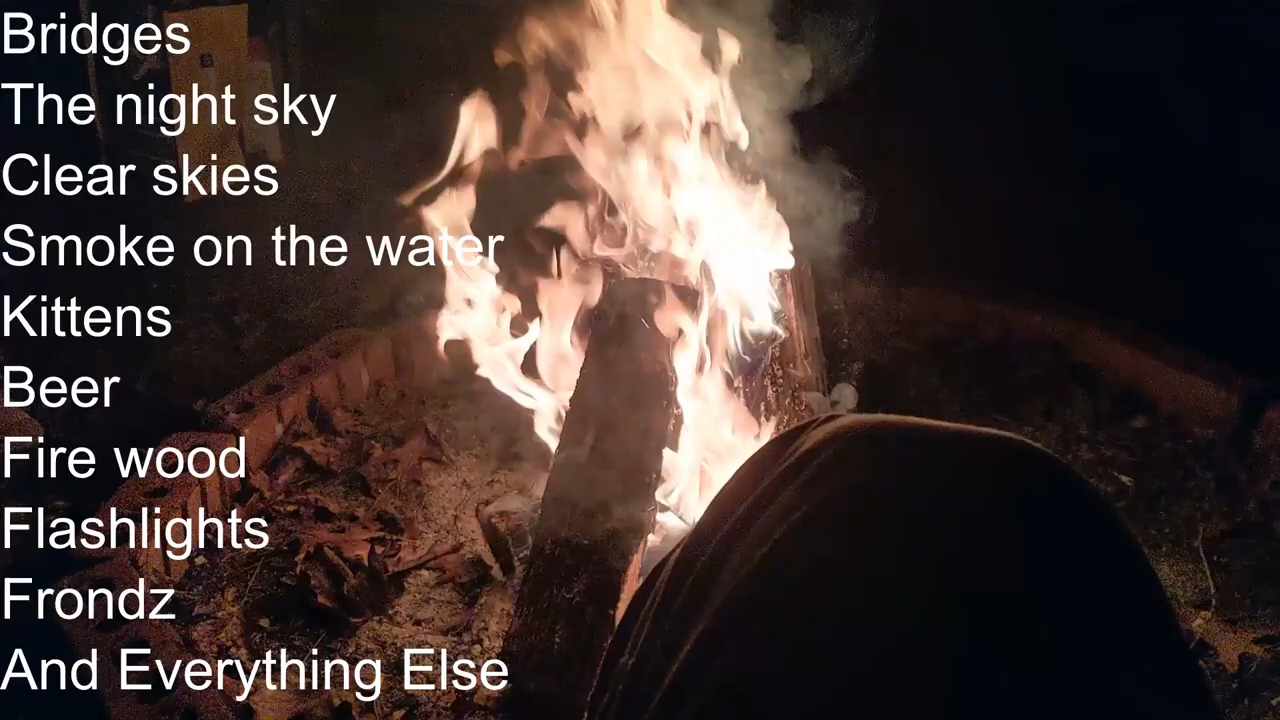 Bridges
The night sky
Clear skies
Smoke on the water
Kittens
Beer
Fire wood
Flashlights
Frondz
And Everything Else